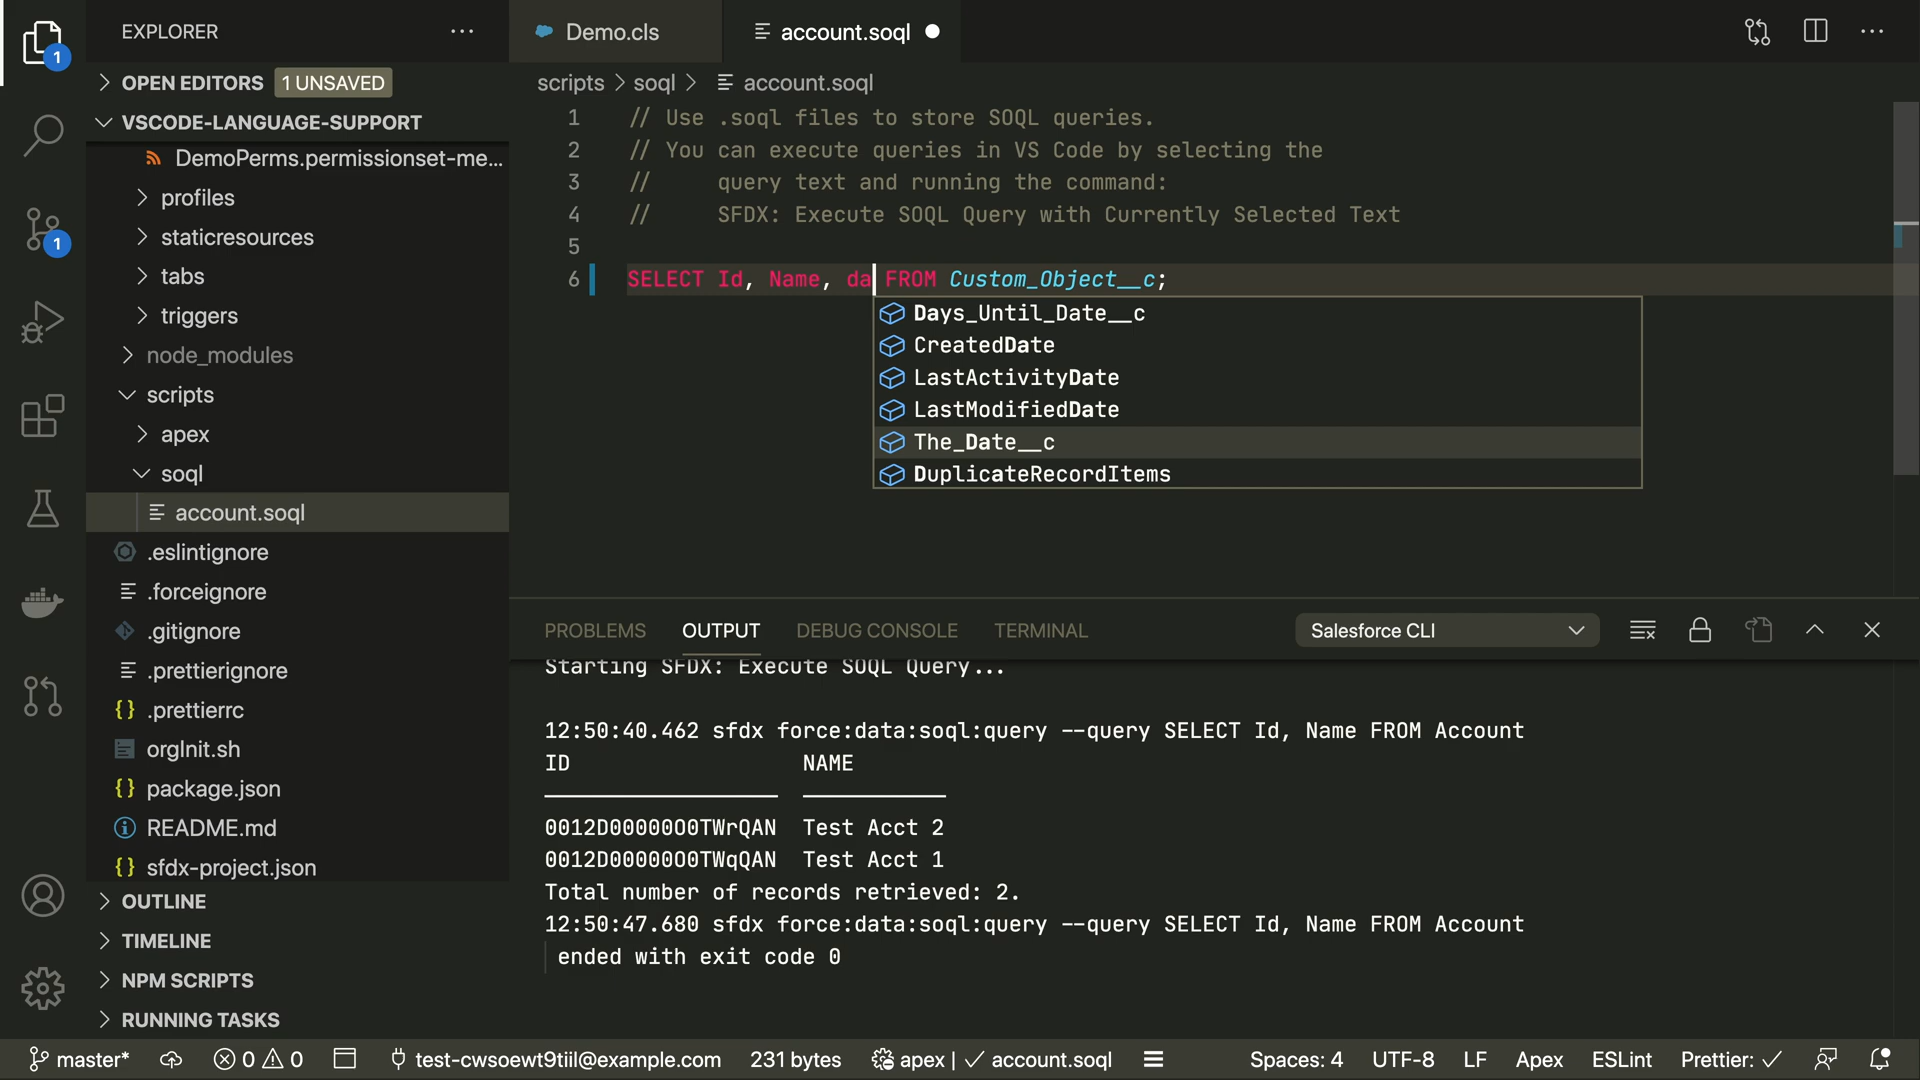 EXPLORER
Demo.cls
account.soql
1
OPEN EDITORS 1 UNSAVED
scripts > soql > account.soql
VSCODE-LANGUAGE-SUPPORT
DemoPerms.permissionset-me...
profiles
staticresources
tabs
triggers
node_modules
scripts
apex
soql
account.soql
.eslintignore
.forceignore
.gitignore
.prettierignore
.prettierrc
orgInit.sh
package.json
README.md
sfdx-project.json
OUTLINE
TIMELINE
NPM SCRIPTS
RUNNING TASKS
1
1 // Use .soql files to store SOQL queries.
2 // You can execute queries in VS Code by selecting the
3 //     query text and running the command:
4 //     SFDX: Execute SOQL Query with Currently Selected Text
5
6 SELECT Id, Name, da FROM Custom_Object__c;
Days_Until_Date__c
CreatedDate
LastActivityDate
LastModifiedDate
The_Date__c
DuplicateRecordItems
PROBLEMS OUTPUT DEBUG CONSOLE TERMINAL Salesforce CLI
Starting SFDX: Execute SOQL Query...
12:50:40.462 sfdx force:data:soql:query --query SELECT Id, Name FROM Account
ID NAME
0012D00000O0TWrQAN Test Acct 2
0012D00000O0TWqQAN Test Acct 1
Total number of records retrieved: 2.
12:50:47.680 sfdx force:data:soql:query --query SELECT Id, Name FROM Account
ended with exit code 0
master* 0 0 test-cwsoewt9tiil@example.com 231 bytes apex | ✓ account.soql Spaces: 4 UTF-8 LF Apex ESLint Prettier: ✓